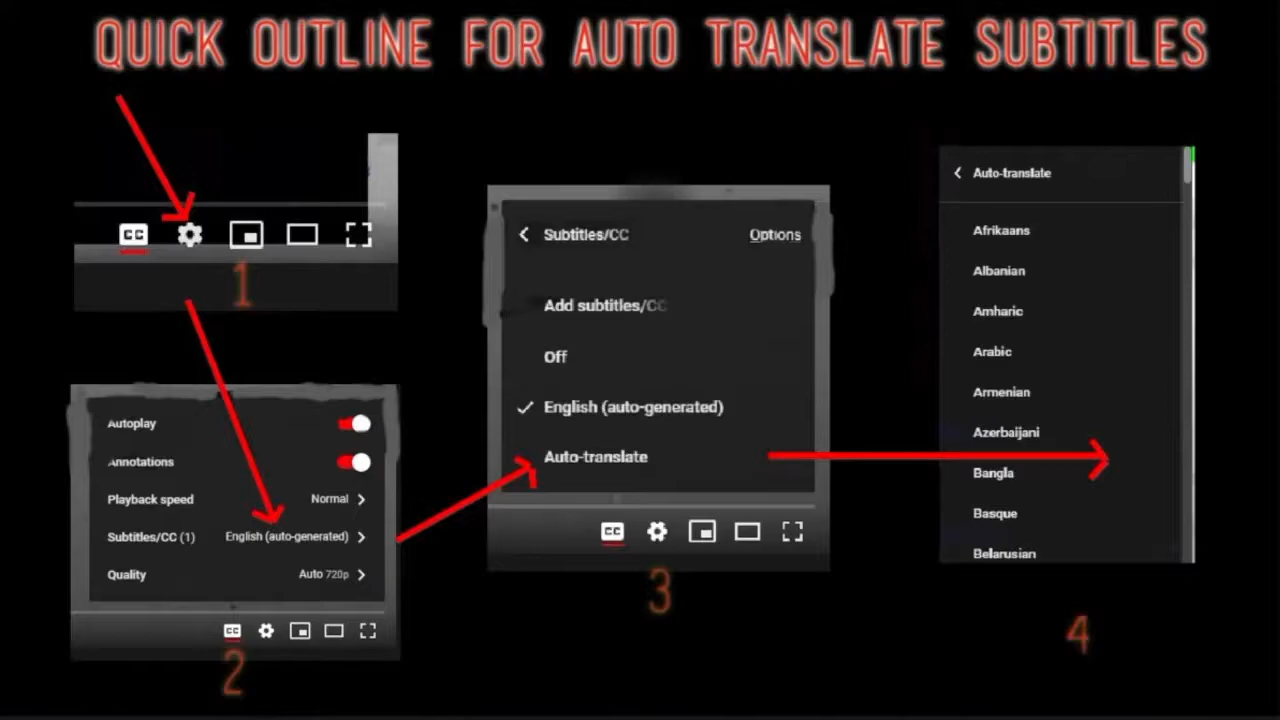 QUICK OUTLINE FOR AUTO TRANSLATE SUBTITLES
CC
1
Autoplay
Annotations
Playback speed Normal
Subtitles/CC (1) English (auto-generated)
Quality Auto 720p
CC
2
Subtitles/CC Options
Add subtitles/CC
Off
English (auto-generated)
Auto-translate
CC
3
Auto-translate
Afrikaans
Albanian
Amharic
Arabic
Armenian
Azerbaijani
Bangla
Basque
Belarusian
4